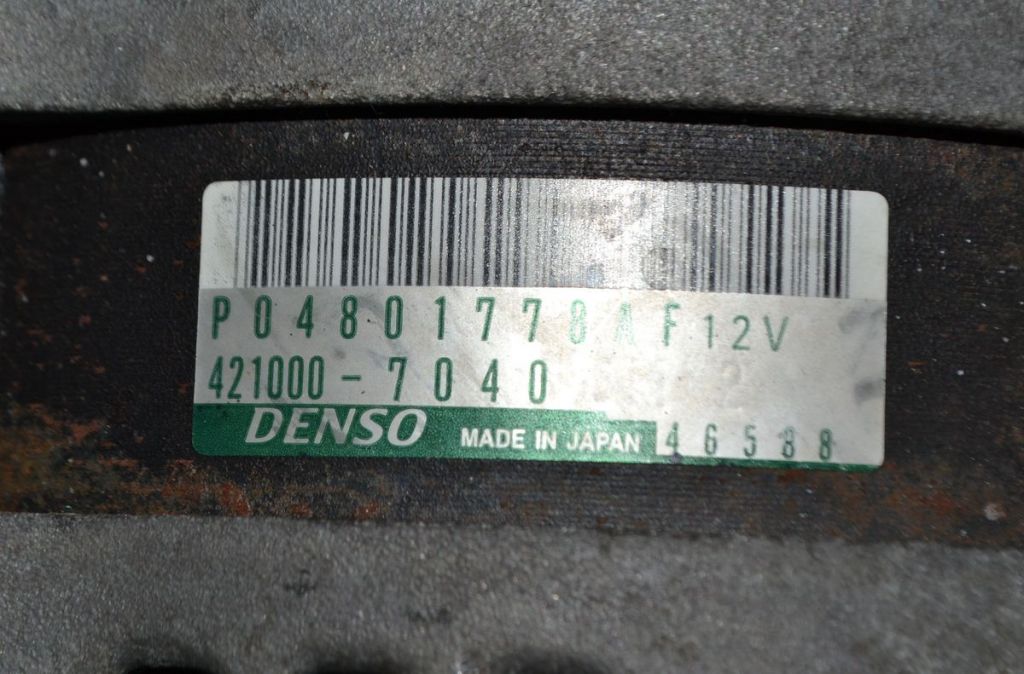 P04801778AF 12V
421000-7040
DENSO MADE IN JAPAN 46588